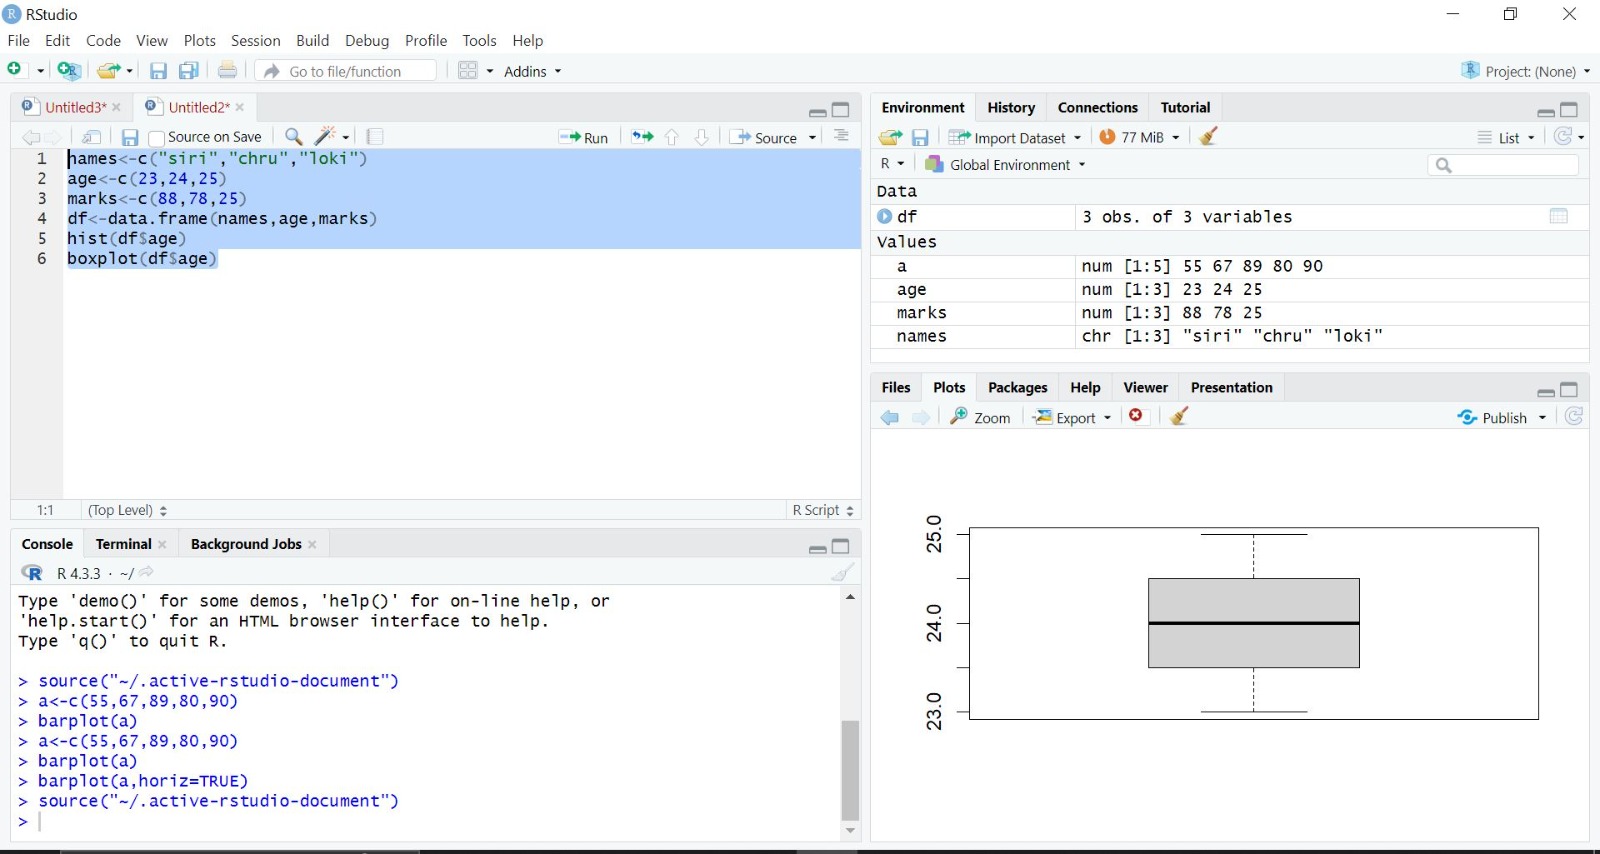 RStudio
File Edit Code View Plots Session Build Debug Profile Tools Help
Go to file/function Addins Project: (None)
Untitled3* Untitled2*
Source on Save Run Source
1 names<-c("siri","chru","loki")
2 age<-c(23,24,25)
3 marks<-c(88,78,25)
4 df<-data.frame(names,age,marks)
5 hist(df$age)
6 boxplot(df$age)
1:1 (Top Level) R Script
Console Terminal Background Jobs
R 4.3.3 · ~/
Type 'demo()' for some demos, 'help()' for on-line help, or
'help.start()' for an HTML browser interface to help.
Type 'q()' to quit R.
> source("~/.active-rstudio-document")
> a<-c(55,67,89,80,90)
> barplot(a)
> a<-c(55,67,89,80,90)
> barplot(a)
> barplot(a,horiz=TRUE)
> source("~/.active-rstudio-document")
>
Environment History Connections Tutorial
Import Dataset 77 MiB List
R Global Environment
Data
df 3 obs. of 3 variables
Values
a num [1:5] 55 67 89 80 90
age num [1:3] 23 24 25
marks num [1:3] 88 78 25
names chr [1:3] "siri" "chru" "loki"
Files Plots Packages Help Viewer Presentation
Zoom Export Publish
25.0
24.0
23.0